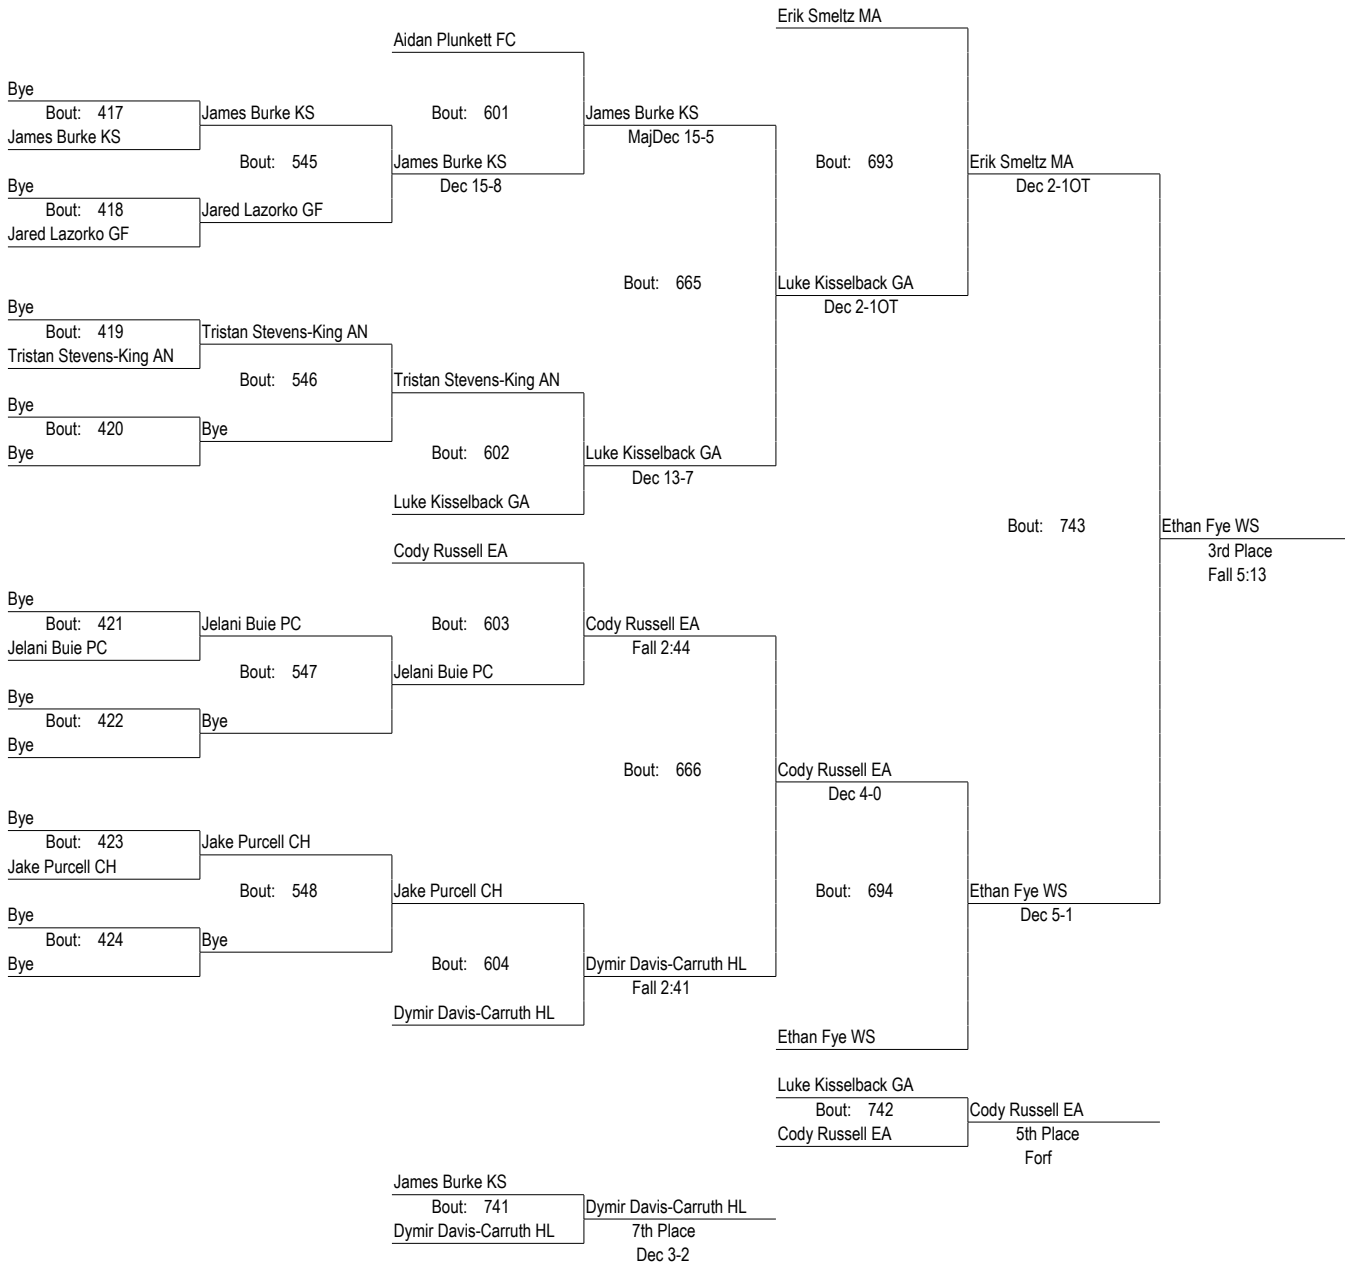 Erik Smeltz MA
Aidan Plunkett FC
Bye
Bout: 417
James Burke KS
Bout: 601
James Burke KS
James Burke KS
MajDec 15-5
Bout: 545
James Burke KS
Bout: 693
Erik Smeltz MA
Bye
Dec 15-8
Dec 2-1OT
Bout: 418
Jared Lazorko GF
Jared Lazorko GF
Bout: 665
Luke Kisselback GA
Bye
Dec 2-1OT
Bout: 419
Tristan Stevens-King AN
Tristan Stevens-King AN
Bout: 546
Tristan Stevens-King AN
Bye
Bout: 420
Bye
Bout: 602
Luke Kisselback GA
Bye
Dec 13-7
Luke Kisselback GA
Bout: 743
Ethan Fye WS
Cody Russell EA
3rd Place
Fall 5:13
Bye
Bout: 421
Jelani Buie PC
Bout: 603
Cody Russell EA
Jelani Buie PC
Fall 2:44
Bout: 547
Jelani Buie PC
Bye
Bout: 422
Bye
Bye
Bout: 666
Cody Russell EA
Dec 4-0
Bye
Bout: 423
Jake Purcell CH
Jake Purcell CH
Bout: 548
Jake Purcell CH
Bout: 694
Ethan Fye WS
Bye
Dec 5-1
Bout: 424
Bye
Bye
Bout: 604
Dymir Davis-Carruth HL
Fall 2:41
Dymir Davis-Carruth HL
Ethan Fye WS
Luke Kisselback GA
Bout: 742
Cody Russell EA
Cody Russell EA
5th Place
Forf
James Burke KS
Bout: 741
Dymir Davis-Carruth HL
Dymir Davis-Carruth HL
7th Place
Dec 3-2